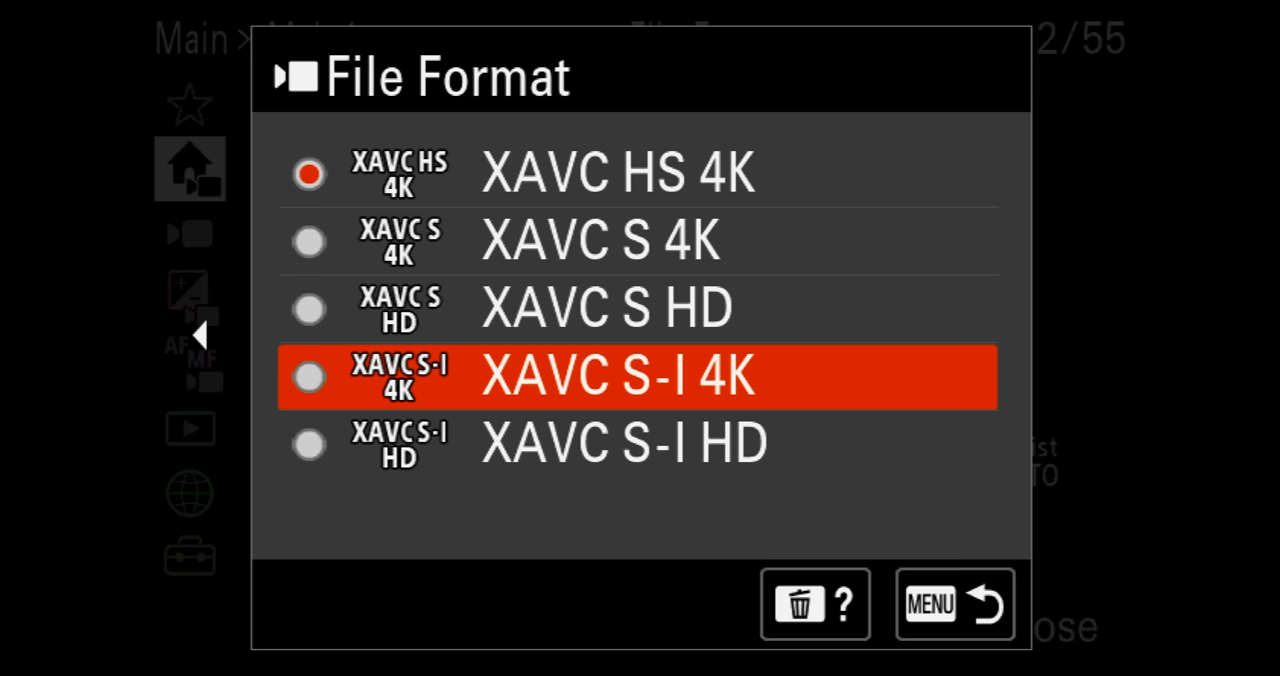 Main >
2/55
File Format
XAVC HS
4K
XAVC HS 4K
XAVC S
4K
XAVC S 4K
XAVC S
HD
XAVC S HD
XAVC S-I
4K
XAVC S-I 4K
XAVC S-I
HD
XAVC S-I HD
AF
MF
?
MENU